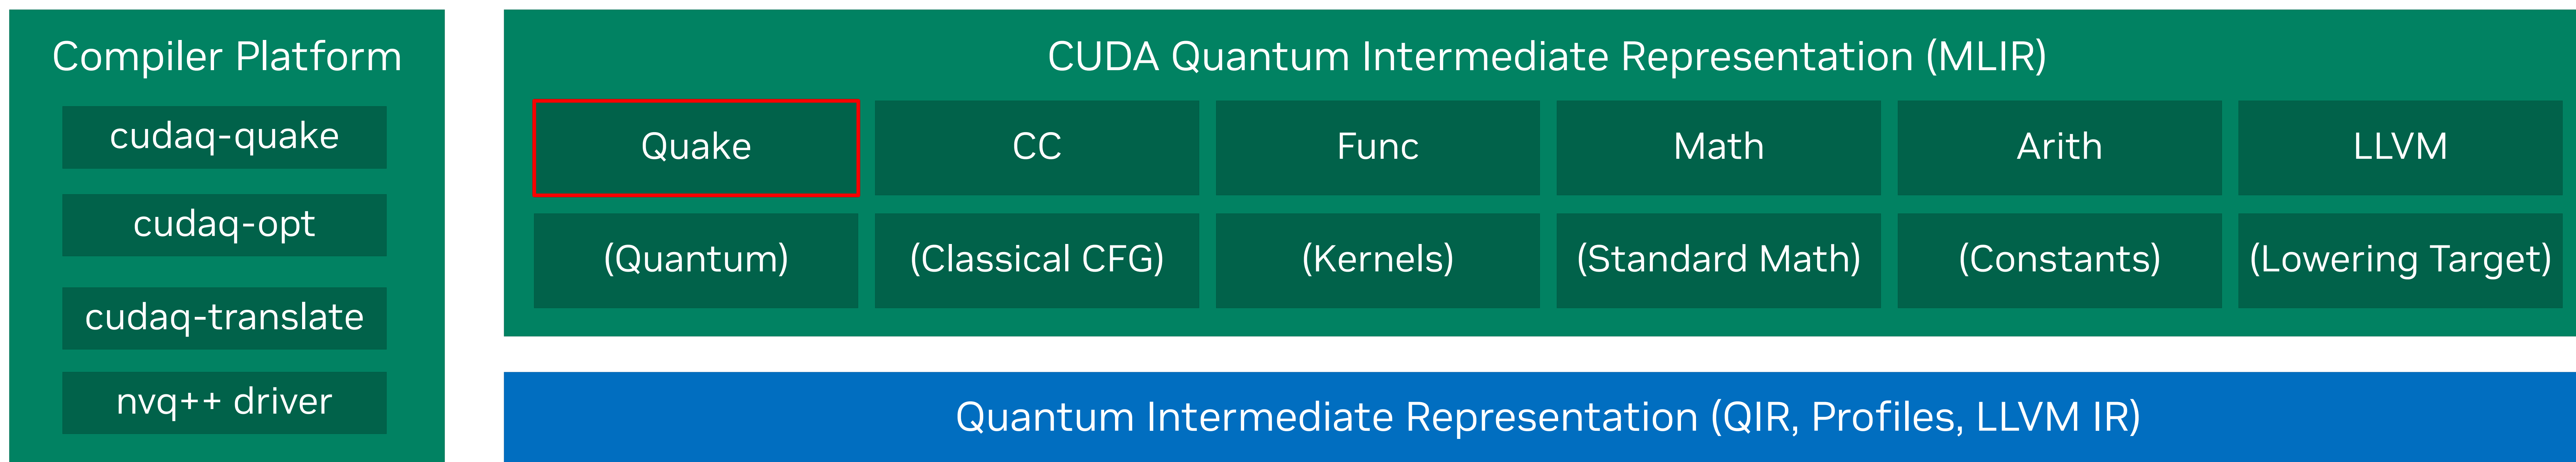 Compiler Platform
cudaq-quake
cudaq-opt
cudaq-translate
nvq++ driver
CUDA Quantum Intermediate Representation (MLIR)
Quake
CC
Func
Math
Arith
LLVM
(Quantum)
(Classical CFG)
(Kernels)
(Standard Math)
(Constants)
(Lowering Target)
Quantum Intermediate Representation (QIR, Profiles, LLVM IR)